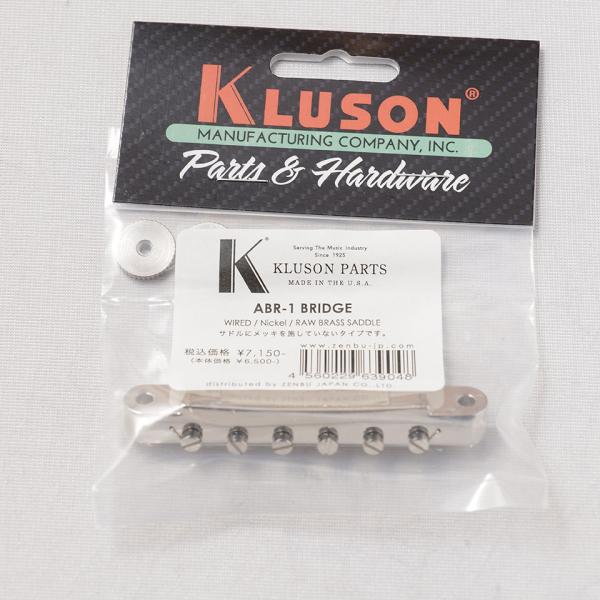 KLUSON®
MANUFACTURING COMPANY, INC.
Parts & Hardware
K® Serving The Music Industry
Since 1925
KLUSON PARTS
MADE IN THE U.S.A.
ABR-1 BRIDGE
WIRED / Nickel / RAW BRASS SADDLE
サドルにメッキを施していないタイプです。
税込価格 ¥7,150-
(本体価格 ¥6,500-)
www.zenbu-jp.com
4 560229 639048
distributed by ZENBU JAPAN CO.,LTD.